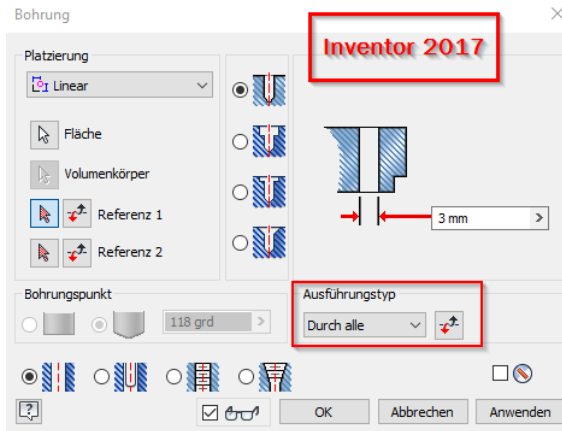 Bohrung
Inventor 2017
Platzierung
Linear
Fläche
Volumenkörper
Referenz 1
Referenz 2
3 mm
Bohrungspunkt
118 grd
Ausführungstyp
Durch alle
OK
Abbrechen
Anwenden